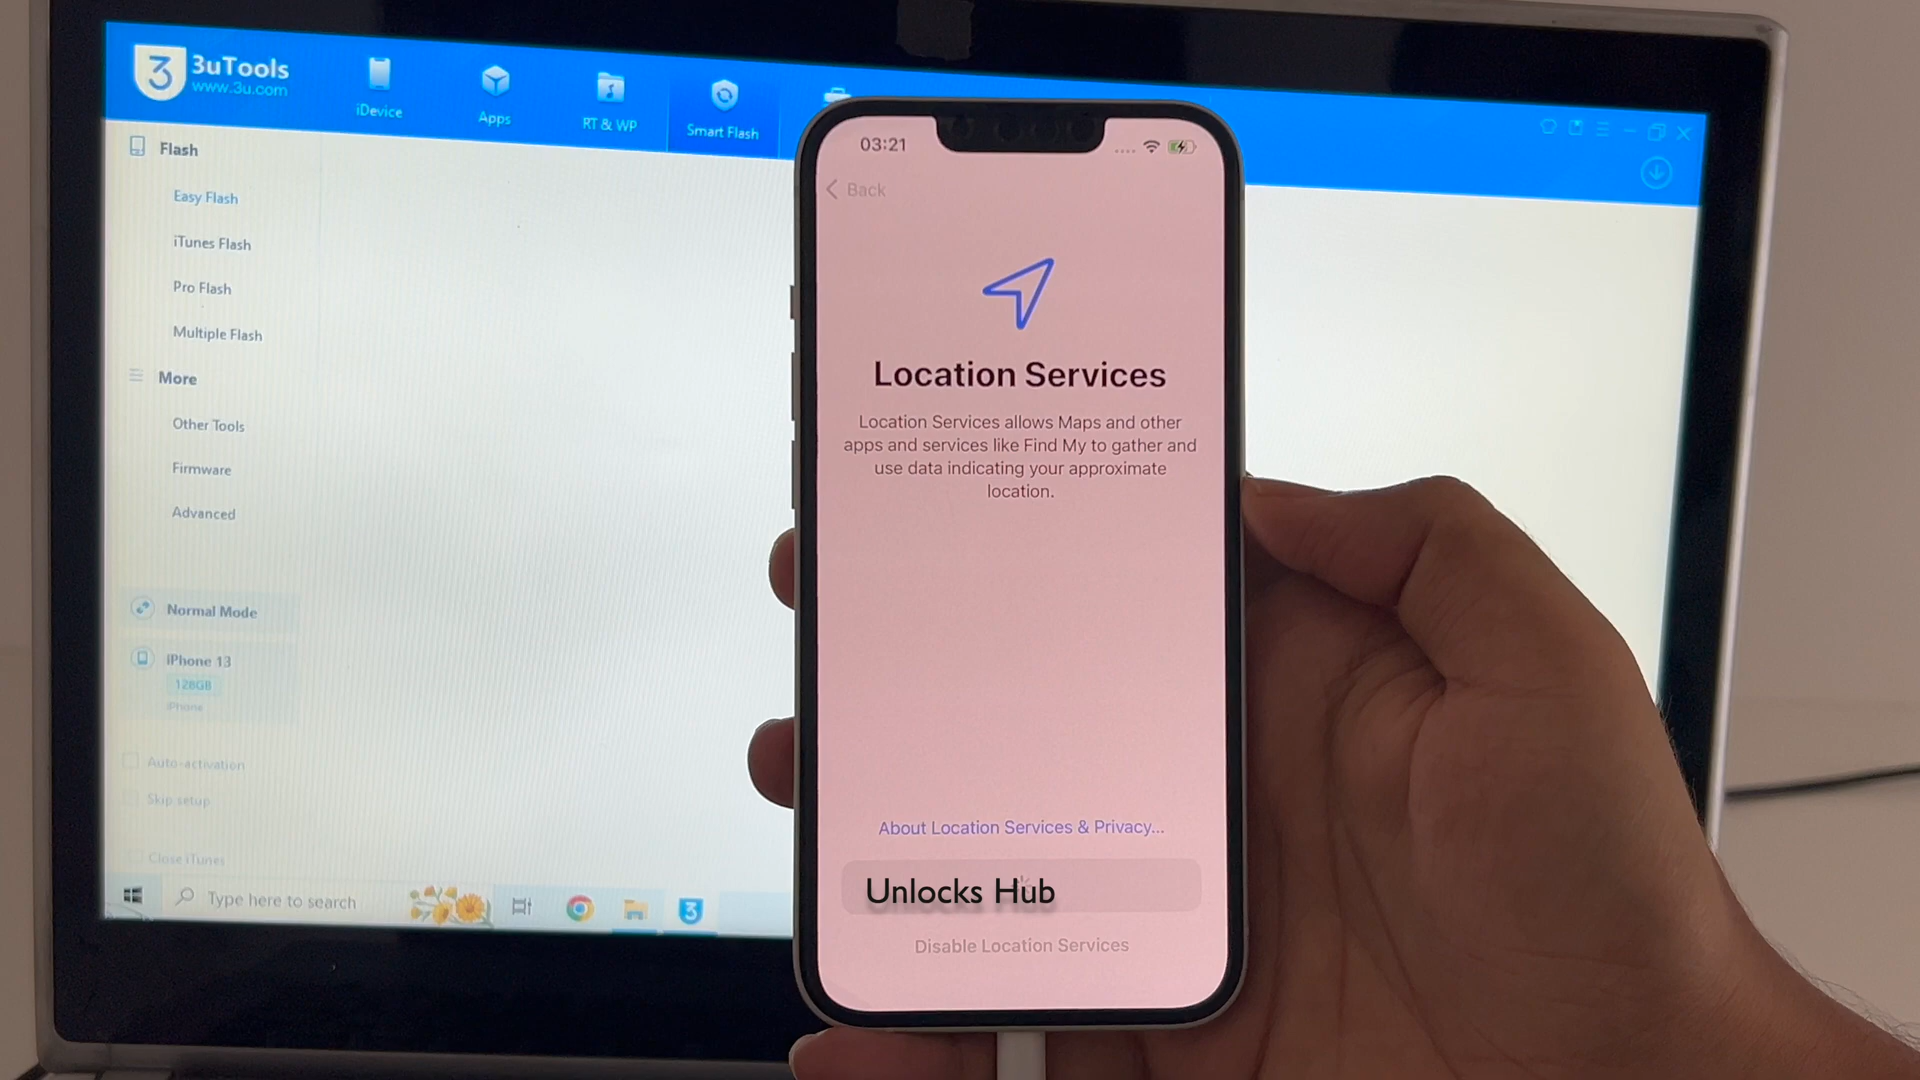 3
3uTools
www.3u.com
iDevice
Apps
RT & WP
Smart Flash
Flash
Easy Flash
iTunes Flash
Pro Flash
Multiple Flash
More
Other Tools
Firmware
Advanced
Normal Mode
iPhone 13
128GB
iPhone
Auto-activation
Skip setup
Close iTunes
Type here to search
3
03:21
Back
Location Services
Location Services allows Maps and other
apps and services like Find My to gather and
use data indicating your approximate
location.
About Location Services & Privacy...
Unlocks Hub
Disable Location Services